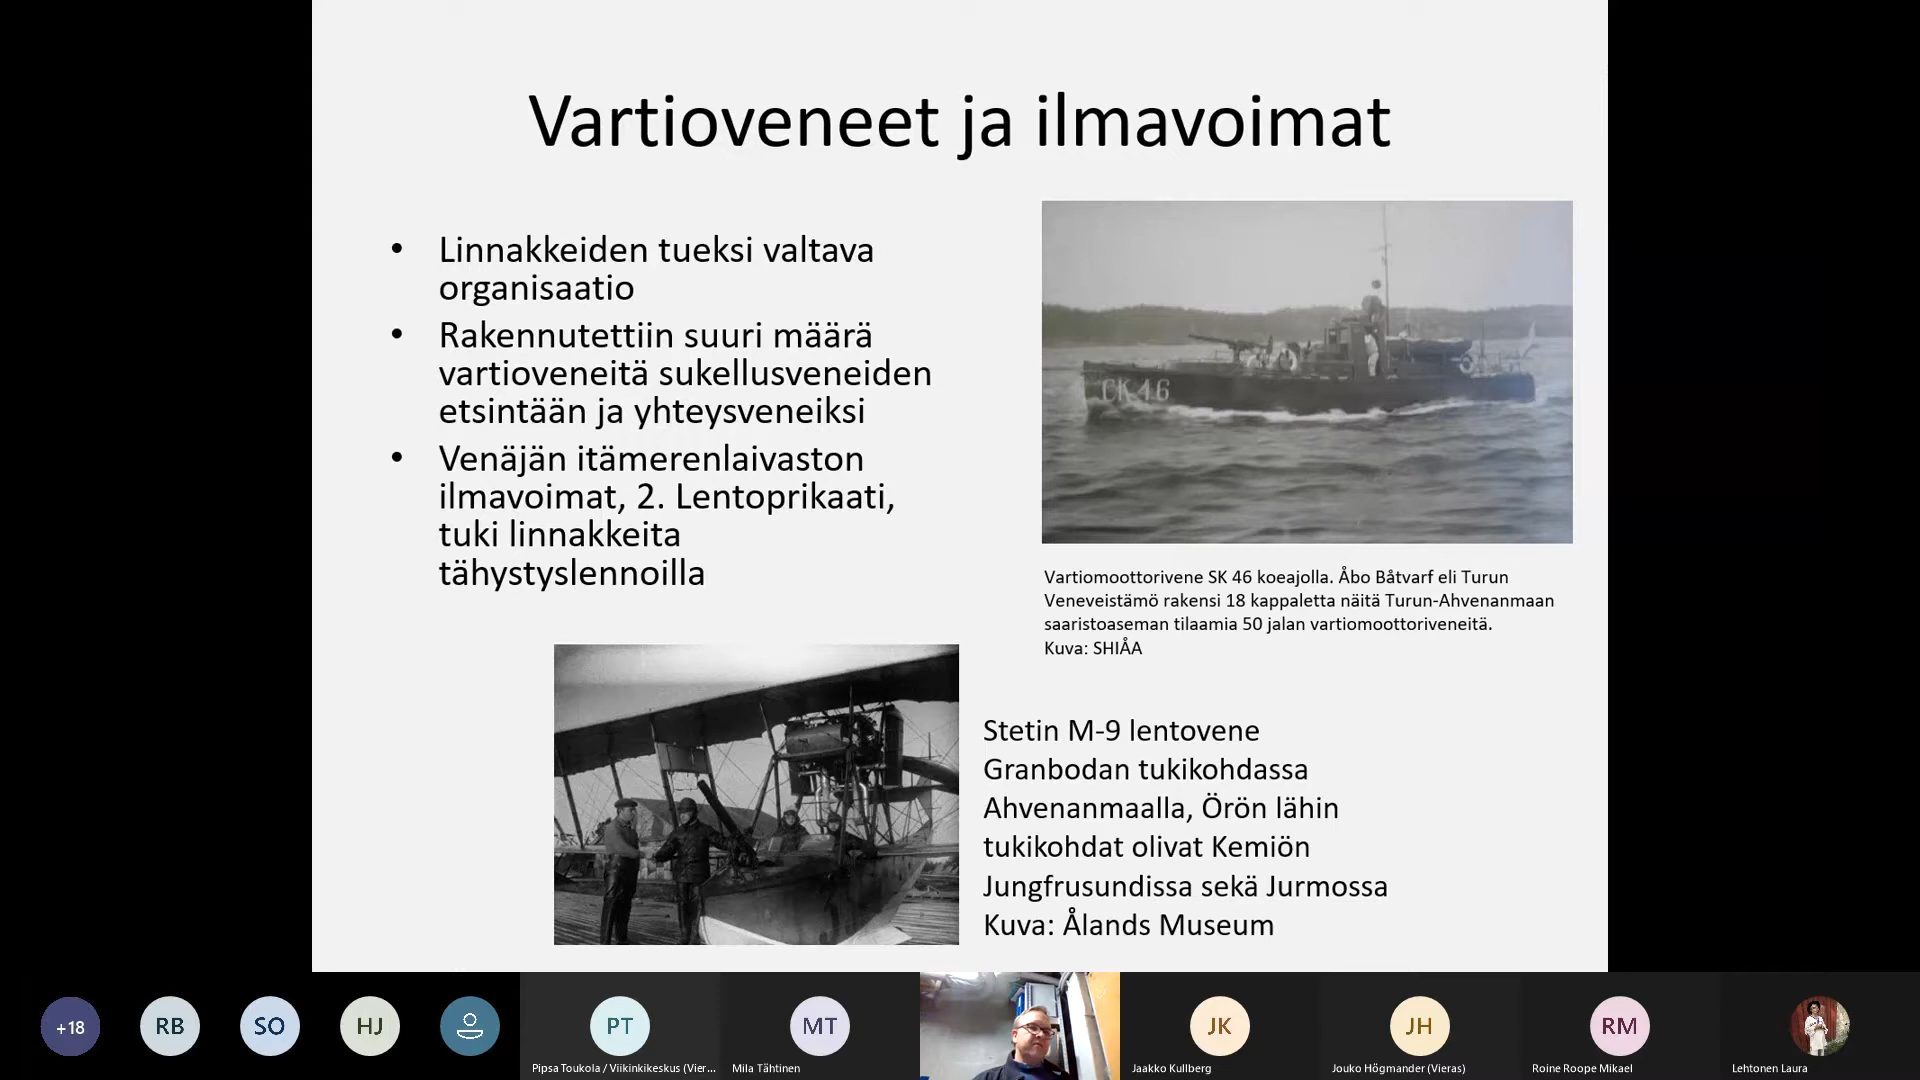 Vartioveneet ja ilmavoimat
• Linnakkeiden tueksi valtava
organisaatio
• Rakennutettiin suuri määrä
vartioveneitä sukellusveneiden
etsintään ja yhteysveneiksi
• Venäjän itämerenlaivaston
ilmavoimat, 2. Lentoprikaati,
tuki linnakkeita
tähystyslennoilla
CK 46
Vartiomoottorivene SK 46 koeajolla. Åbo Båtvarf eli Turun
Veneveistämö rakensi 18 kappaletta näitä Turun-Ahvenanmaan
saaristoaseman tilaamia 50 jalan vartiomoottoriveneitä.
Kuva: SHIÅA
Stetin M-9 lentovene
Granbodan tukikohdassa
Ahvenanmaalla, Örön lähin
tukikohdat olivat Kemiön
Jungfrusundissa sekä Jurmossa
Kuva: Ålands Museum
+18
RB
SO
HJ
PT
Pipsa Toukola / Viikinkikeskus (Vier...
MT
Mila Tähtinen
JK
Jaakko Kullberg
JH
Jouko Högmander (Vieras)
RM
Roine Roope Mikael
Lehtonen Laura